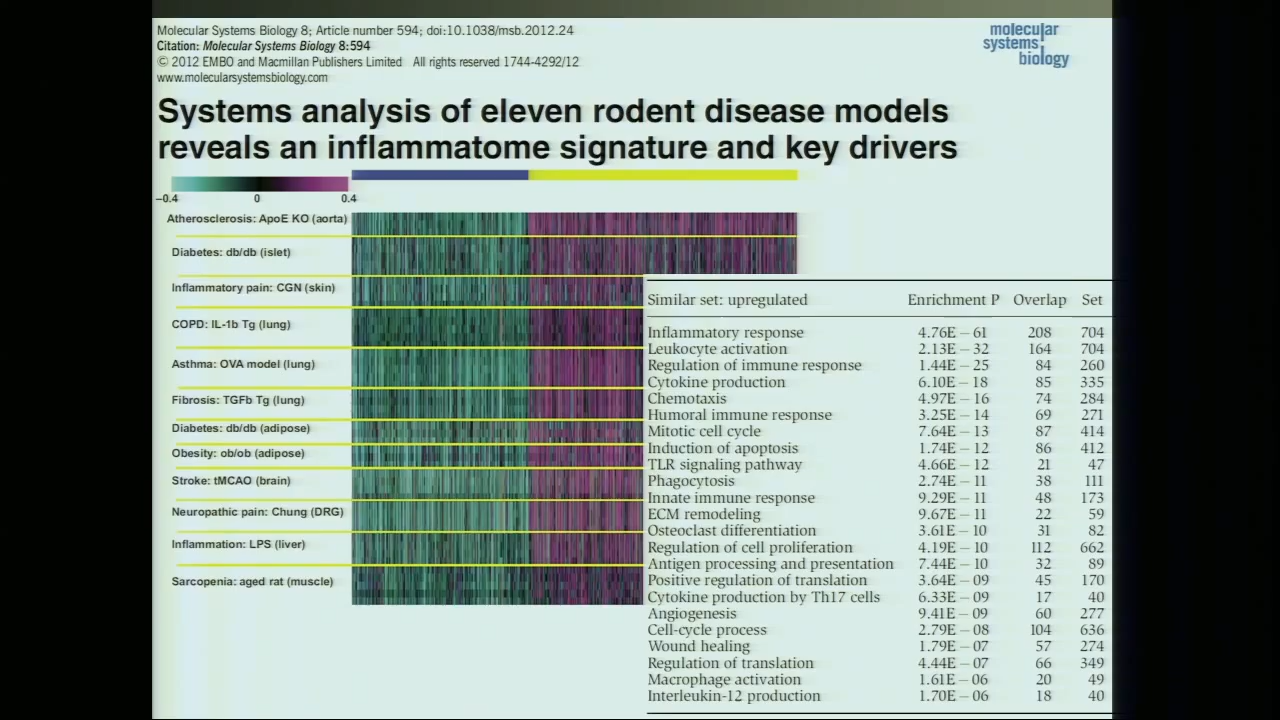 Molecular Systems Biology 8; Article number 594; doi:10.1038/msb.2012.24
Citation: Molecular Systems Biology 8:594
© 2012 EMBO and Macmillan Publishers Limited All rights reserved 1744-4292/12
www.molecularsystemsbiology.com
molecular
systems
biology
Systems analysis of eleven rodent disease models
reveals an inflammatome signature and key drivers
−0.4 0 0.4
Atherosclerosis: ApoE KO (aorta)
Diabetes: db/db (islet)
Inflammatory pain: CGN (skin)
COPD: IL-1b Tg (lung)
Asthma: OVA model (lung)
Fibrosis: TGFb Tg (lung)
Diabetes: db/db (adipose)
Obesity: ob/ob (adipose)
Stroke: tMCAO (brain)
Neuropathic pain: Chung (DRG)
Inflammation: LPS (liver)
Sarcopenia: aged rat (muscle)
Similar set: upregulated Enrichment P Overlap Set
Inflammatory response 4.76E − 61 208 704
Leukocyte activation 2.13E − 32 164 704
Regulation of immune response 1.44E − 25 84 260
Cytokine production 6.10E − 18 85 335
Chemotaxis 4.97E − 16 74 284
Humoral immune response 3.25E − 14 69 271
Mitotic cell cycle 7.64E − 13 87 414
Induction of apoptosis 1.74E − 12 86 412
TLR signaling pathway 4.66E − 12 21 47
Phagocytosis 2.74E − 11 38 111
Innate immune response 9.29E − 11 48 173
ECM remodeling 9.67E − 11 22 59
Osteoclast differentiation 3.61E − 10 31 82
Regulation of cell proliferation 4.19E − 10 112 662
Antigen processing and presentation 7.44E − 10 32 89
Positive regulation of translation 3.64E − 09 45 170
Cytokine production by Th17 cells 6.33E − 09 17 40
Angiogenesis 9.41E − 09 60 277
Cell-cycle process 2.79E − 08 104 636
Wound healing 1.79E − 07 57 274
Regulation of translation 4.44E − 07 66 349
Macrophage activation 1.61E − 06 20 49
Interleukin-12 production 1.70E − 06 18 40